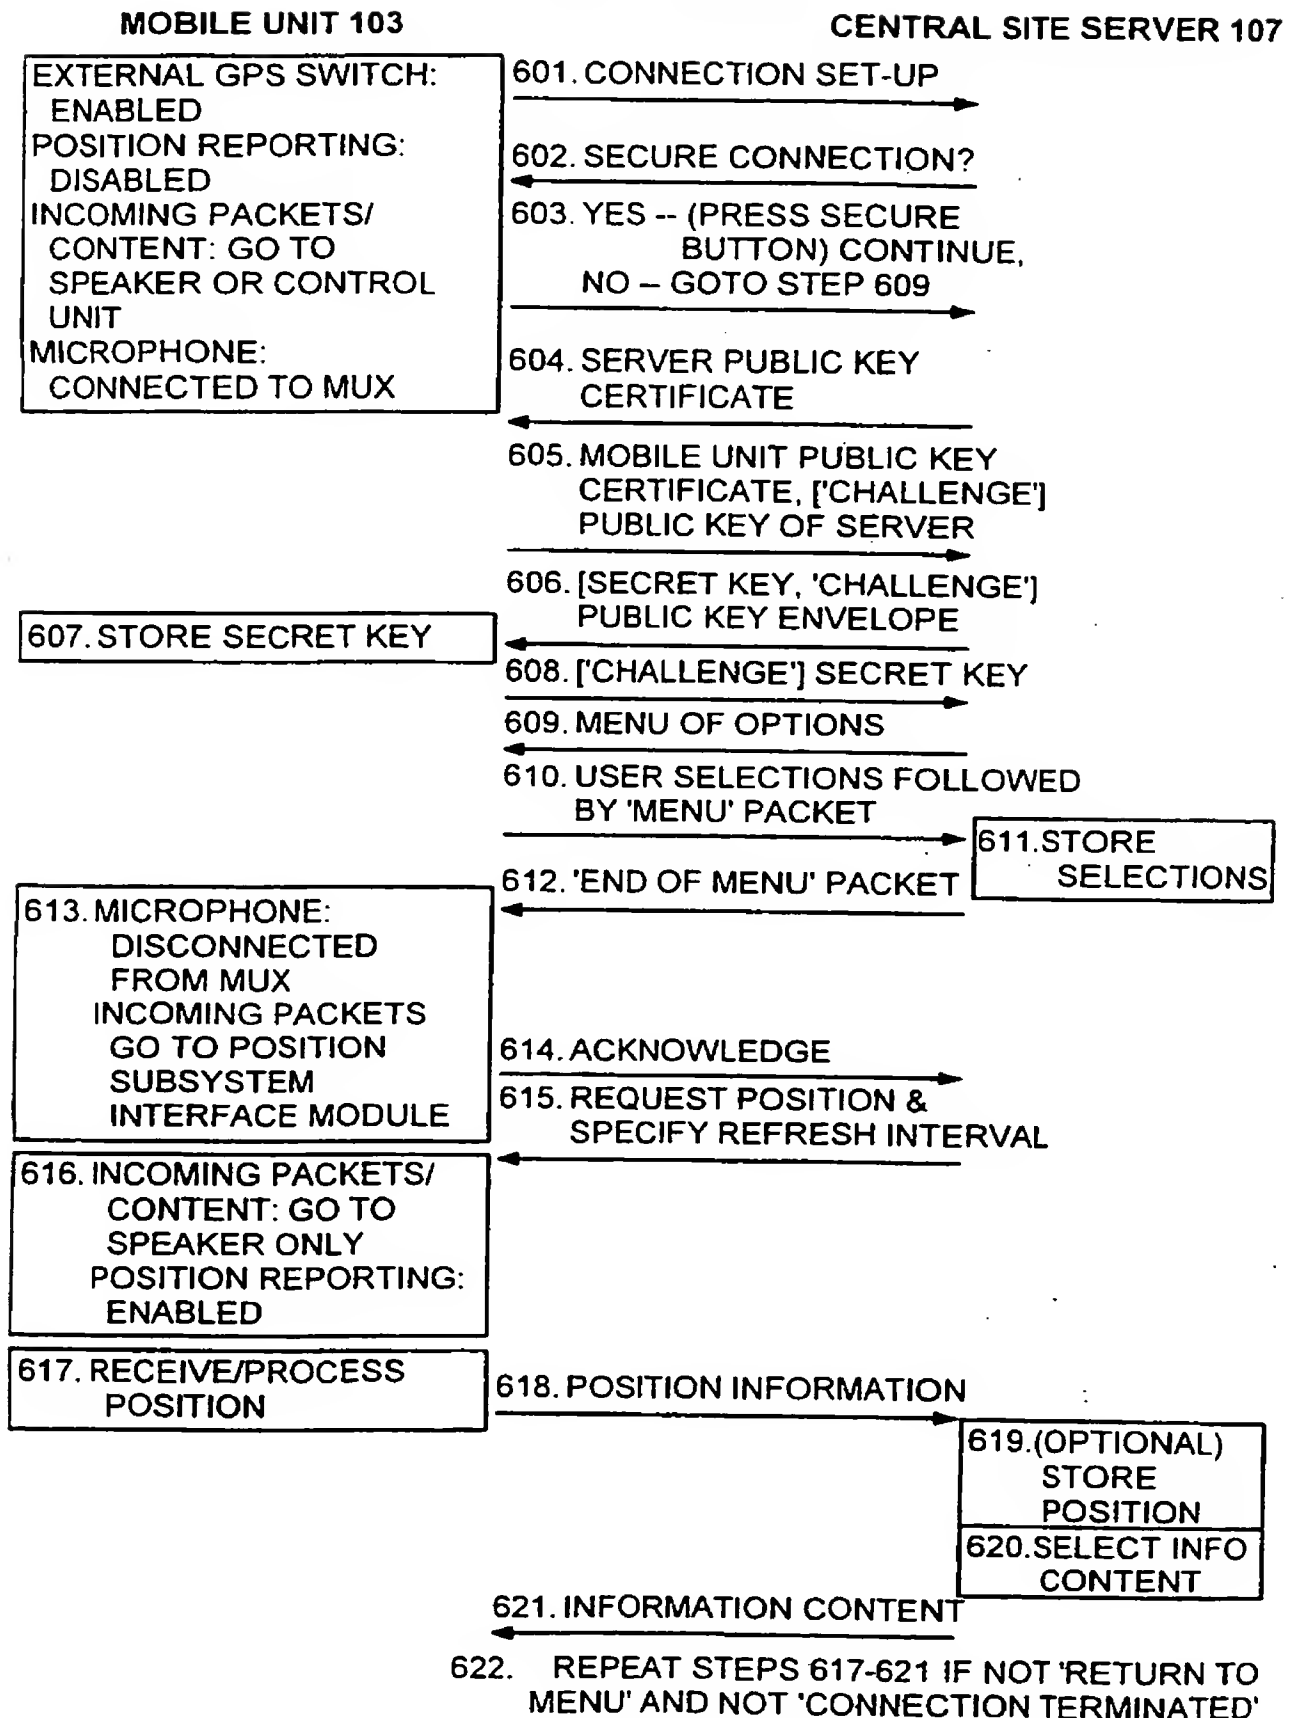 MOBILE UNIT 103
CENTRAL SITE SERVER 107
EXTERNAL GPS SWITCH:
ENABLED
POSITION REPORTING:
DISABLED
INCOMING PACKETS/
CONTENT: GO TO
SPEAKER OR CONTROL
UNIT
MICROPHONE:
CONNECTED TO MUX
601. CONNECTION SET-UP
602. SECURE CONNECTION?
603. YES -- (PRESS SECURE
BUTTON) CONTINUE,
NO – GOTO STEP 609
604. SERVER PUBLIC KEY
CERTIFICATE
605. MOBILE UNIT PUBLIC KEY
CERTIFICATE, ['CHALLENGE']
PUBLIC KEY OF SERVER
606. [SECRET KEY, 'CHALLENGE']
PUBLIC KEY ENVELOPE
607. STORE SECRET KEY
608. ['CHALLENGE'] SECRET KEY
609. MENU OF OPTIONS
610. USER SELECTIONS FOLLOWED
BY 'MENU' PACKET
611. STORE
SELECTIONS
612. 'END OF MENU' PACKET
613. MICROPHONE:
DISCONNECTED
FROM MUX
INCOMING PACKETS
GO TO POSITION
SUBSYSTEM
INTERFACE MODULE
614. ACKNOWLEDGE
615. REQUEST POSITION &
SPECIFY REFRESH INTERVAL
616. INCOMING PACKETS/
CONTENT: GO TO
SPEAKER ONLY
POSITION REPORTING:
ENABLED
617. RECEIVE/PROCESS
POSITION
618. POSITION INFORMATION
619. (OPTIONAL)
STORE
POSITION
620. SELECT INFO
CONTENT
621. INFORMATION CONTENT
622. REPEAT STEPS 617-621 IF NOT 'RETURN TO
MENU' AND NOT 'CONNECTION TERMINATED'